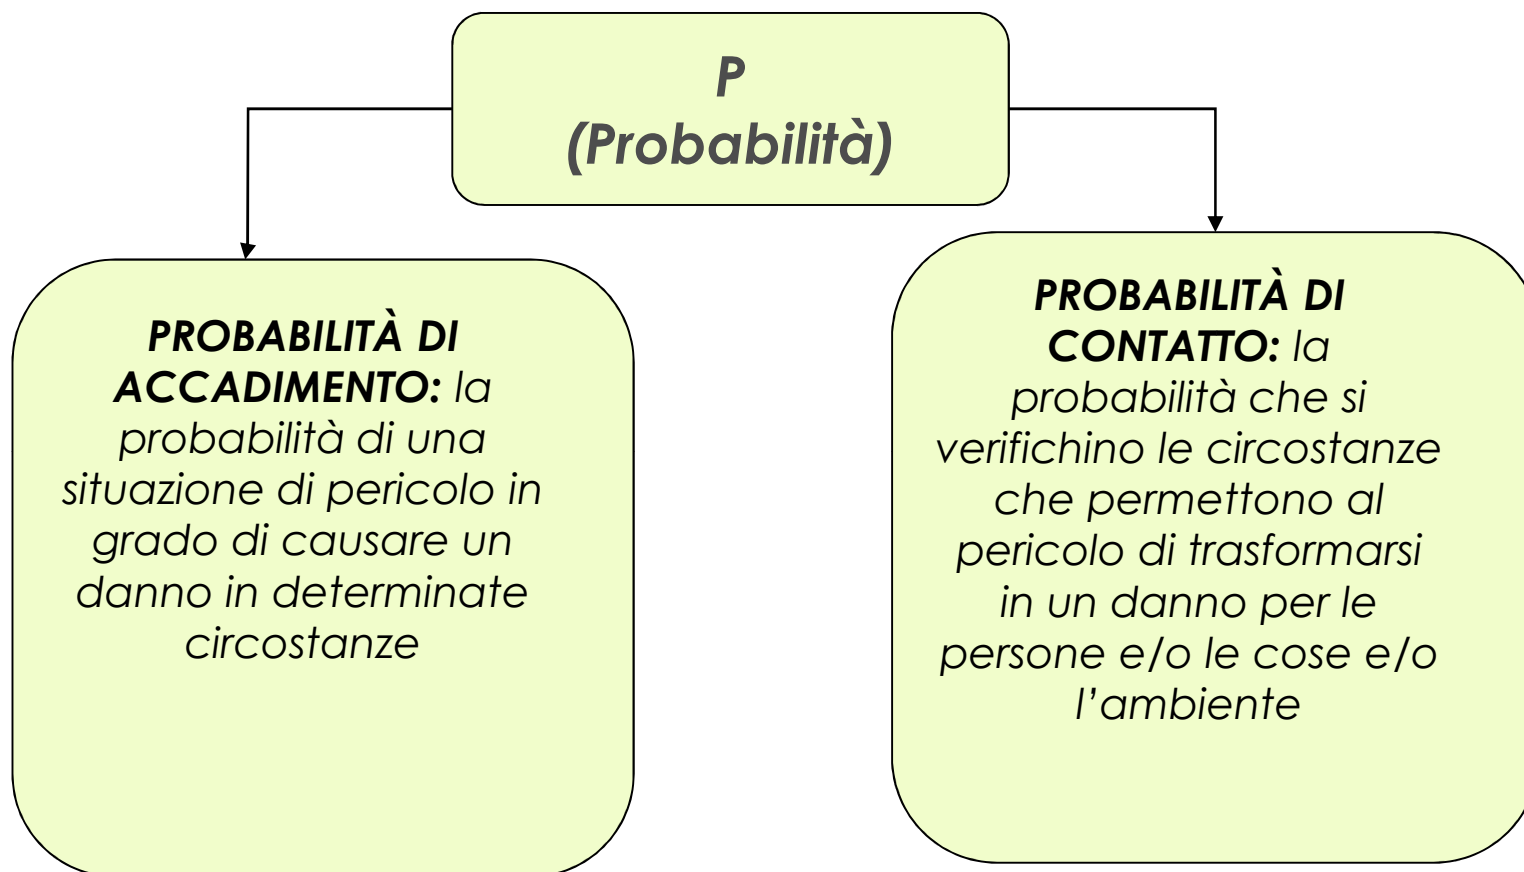 P
(Probabilità)
PROBABILITÀ DI
ACCADIMENTO: la
probabilità di una
situazione di pericolo in
grado di causare un
danno in determinate
circostanze
PROBABILITÀ DI
CONTATTO: la
probabilità che si
verifichino le circostanze
che permettono al
pericolo di trasformarsi
in un danno per le
persone e/o le cose e/o
l’ambiente